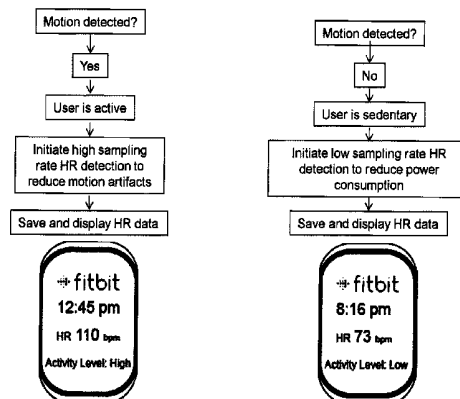 Motion detected?
Yes
User is active
Initiate high sampling
rate HR detection to
reduce motion artifacts
Save and display HR data
fitbit
12:45 pm
HR 110 bpm
Activity Level: High
Motion detected?
No
User is sedentary
Initiate low sampling rate HR
detection to reduce power
consumption
Save and display HR data
fitbit
8:16 pm
HR 73 bpm
Activity Level: Low